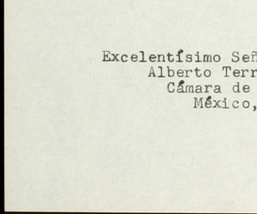 Excelentísimo Señ
Alberto Terr
Cámara de
México,